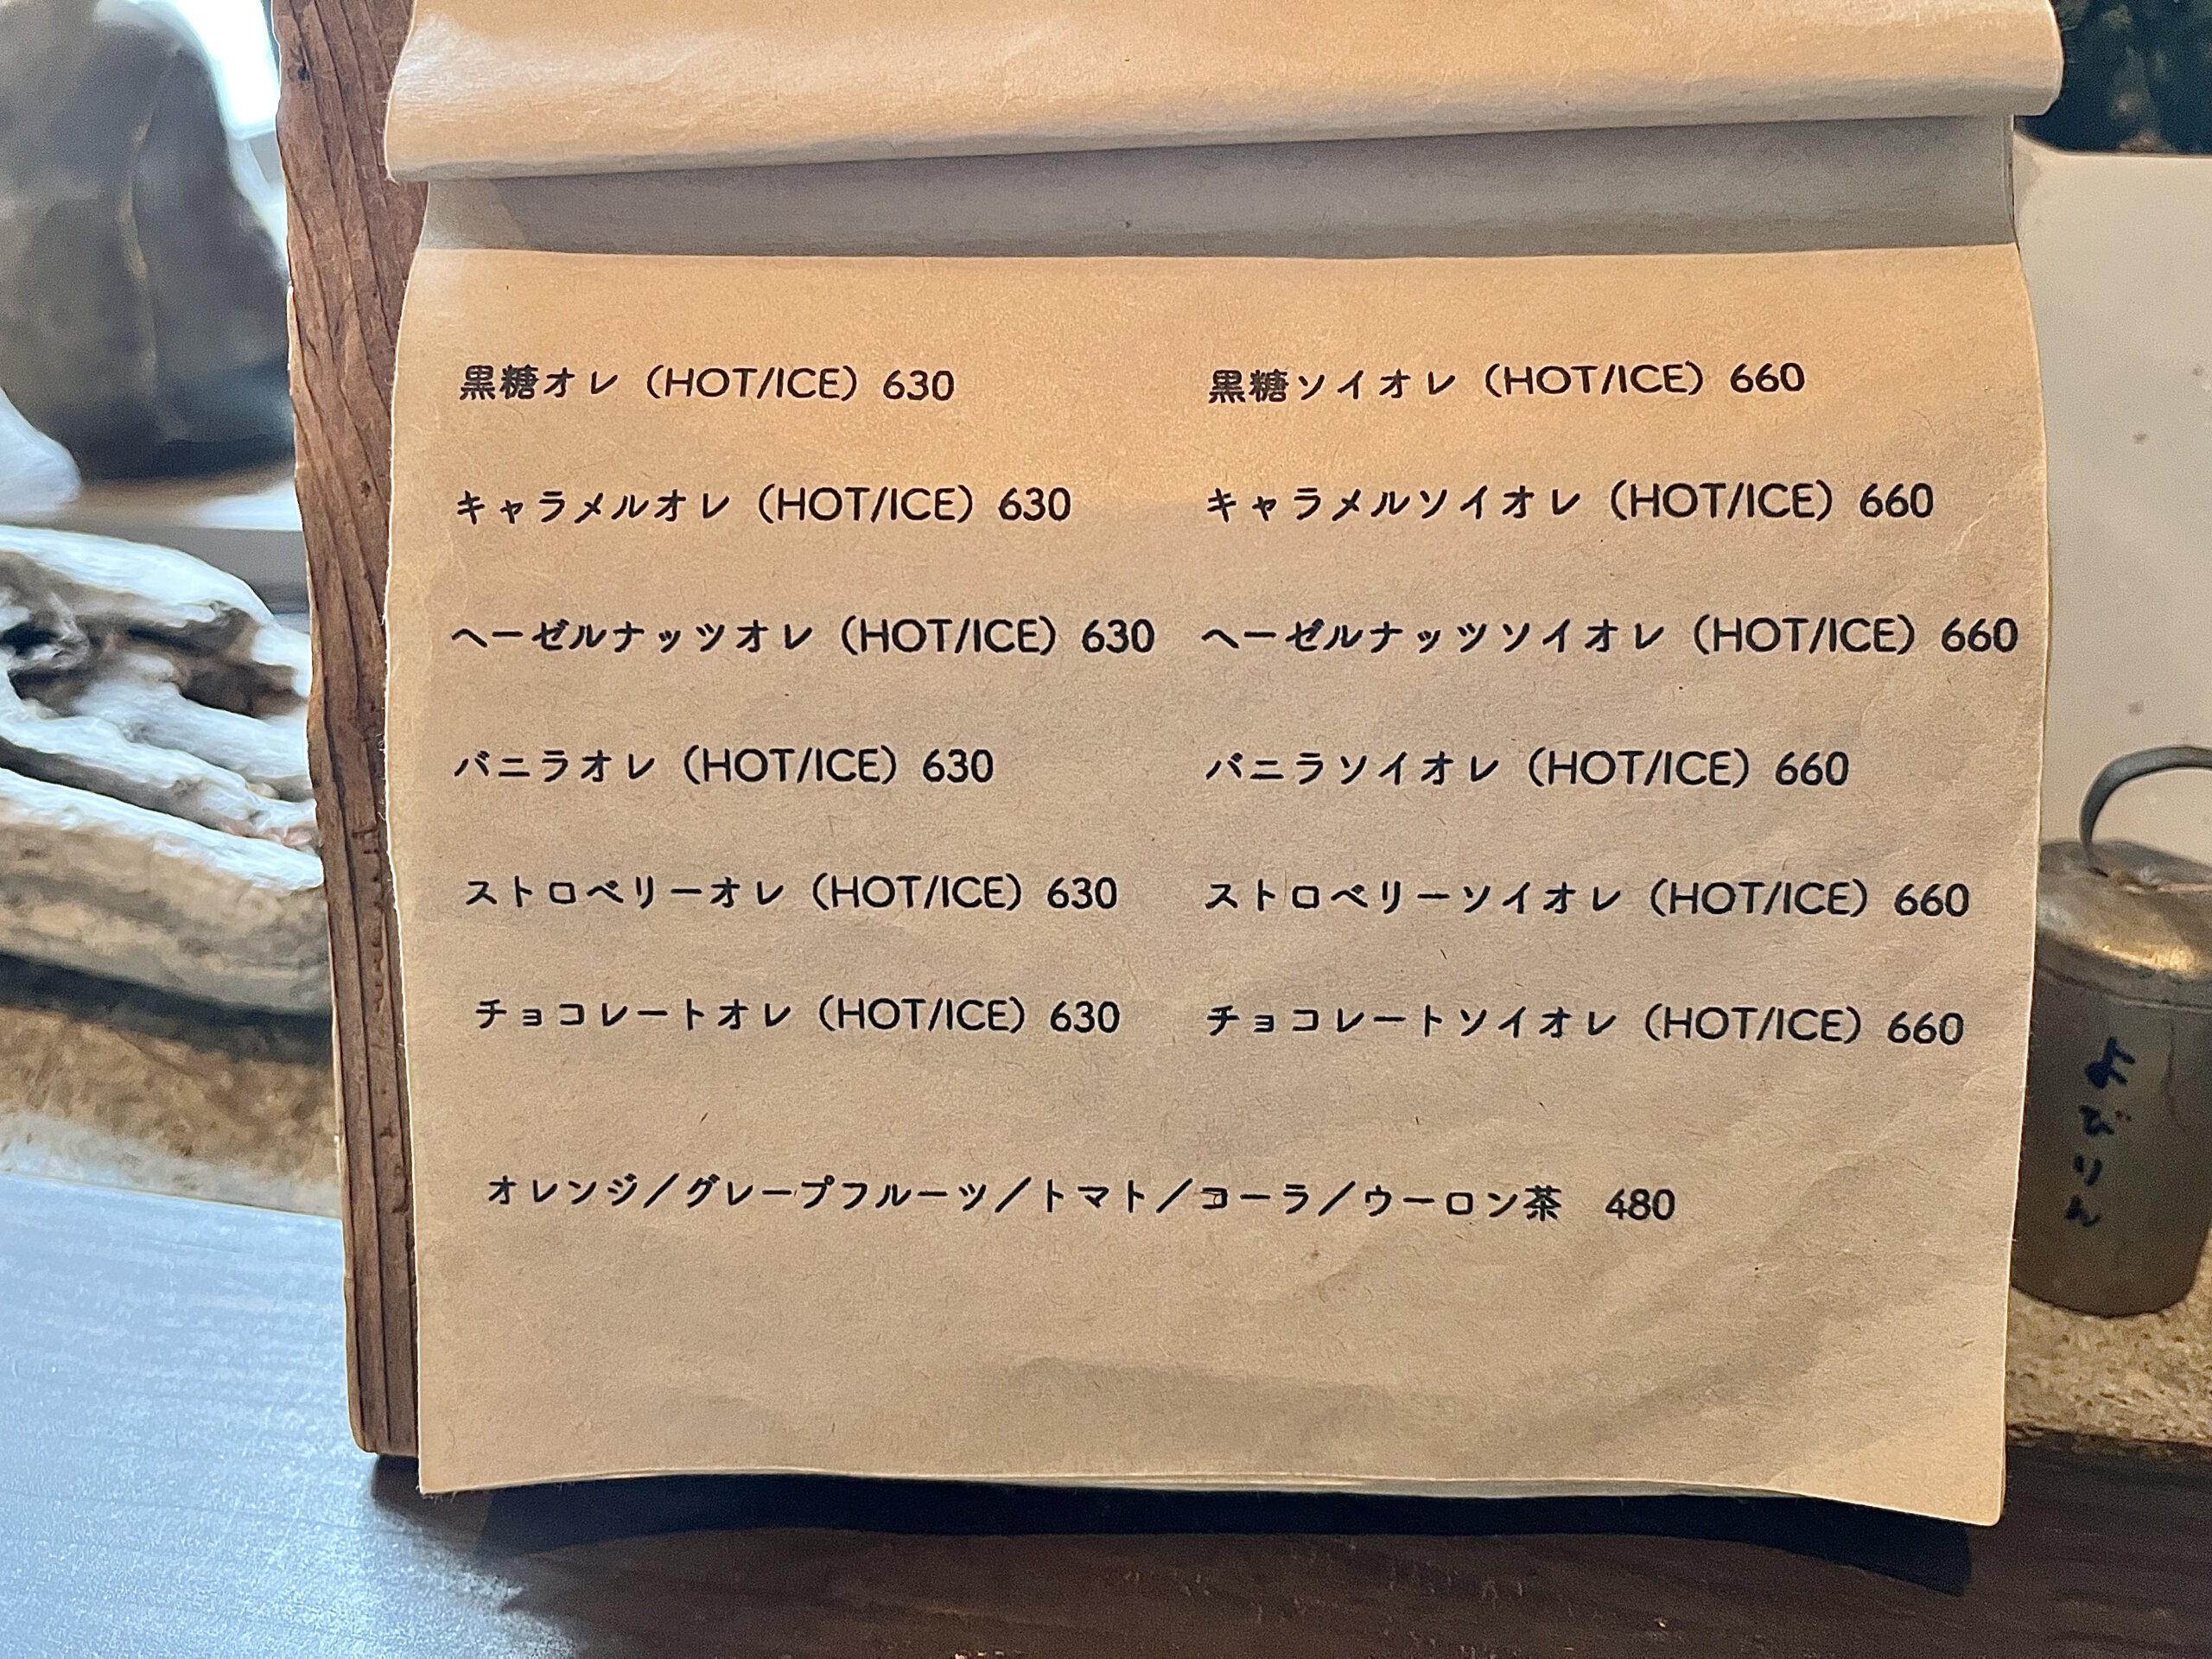 黒糖オレ（HOT/ICE）630
キャラメルオレ（HOT/ICE）630
ヘーゼルナッツオレ（HOT/ICE）630
バニラオレ（HOT/ICE）630
ストロベリーオレ（HOT/ICE）630
チョコレートオレ（HOT/ICE）630
黒糖ソイオレ（HOT/ICE）660
キャラメルソイオレ（HOT/ICE）660
ヘーゼルナッツソイオレ（HOT/ICE）660
バニラソイオレ（HOT/ICE）660
ストロベリーソイオレ（HOT/ICE）660
チョコレートソイオレ（HOT/ICE）660
オレンジ／グレープフルーツ／トマト／コーラ／ウーロン茶　480
よびりん